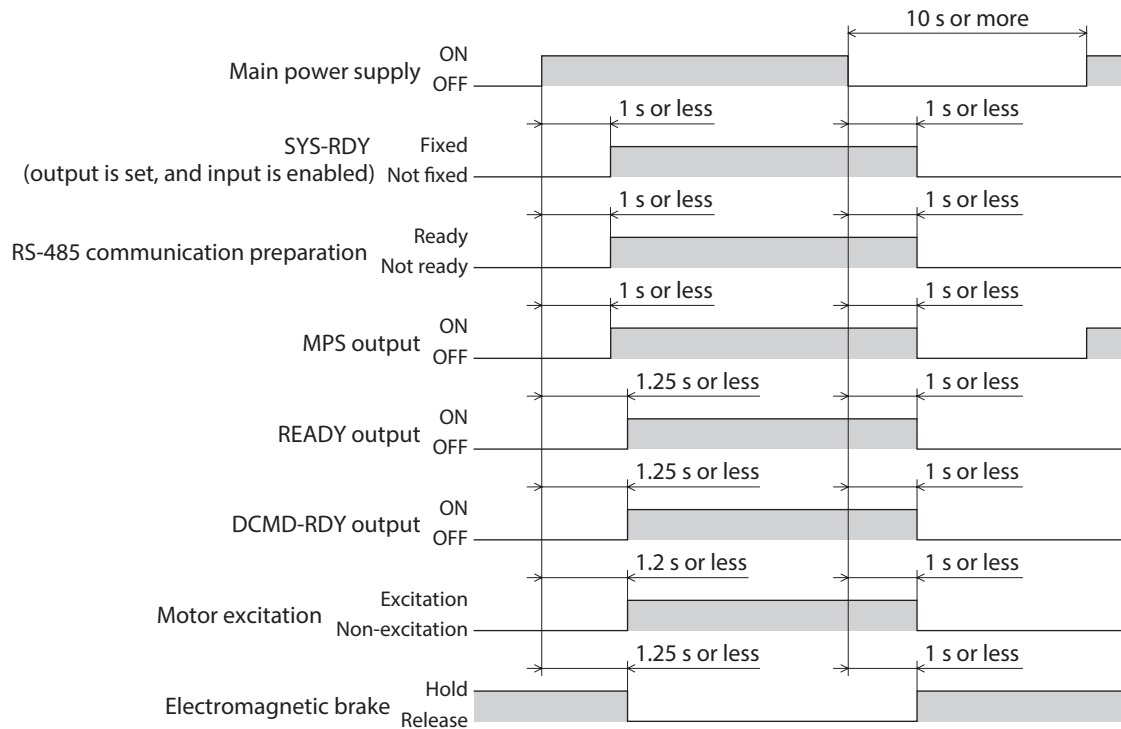 10 s or more
Main power supply
ON
OFF
1 s or less
1 s or less
SYS-RDY
(output is set, and input is enabled)
Fixed
Not fixed
1 s or less
1 s or less
RS-485 communication preparation
Ready
Not ready
1 s or less
1 s or less
MPS output
ON
OFF
1.25 s or less
1 s or less
READY output
ON
OFF
1.25 s or less
1 s or less
DCMD-RDY output
ON
OFF
1.2 s or less
1 s or less
Motor excitation
Excitation
Non-excitation
1.25 s or less
1 s or less
Electromagnetic brake
Hold
Release